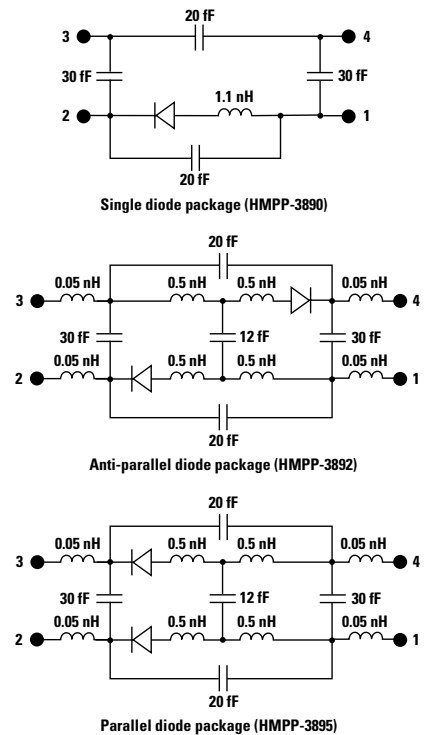 20 fF
3 4
30 fF 30 fF
1.1 nH
2 1
20 fF
Single diode package (HMPP-3890)
20 fF
0.05 nH 0.5 nH 0.5 nH 0.05 nH
3 4
30 fF 12 fF 30 fF
0.05 nH 0.5 nH 0.5 nH 0.05 nH
2 1
20 fF
Anti-parallel diode package (HMPP-3892)
20 fF
0.05 nH 0.5 nH 0.5 nH 0.05 nH
3 4
30 fF 12 fF 30 fF
0.05 nH 0.5 nH 0.5 nH 0.05 nH
2 1
20 fF
Parallel diode package (HMPP-3895)